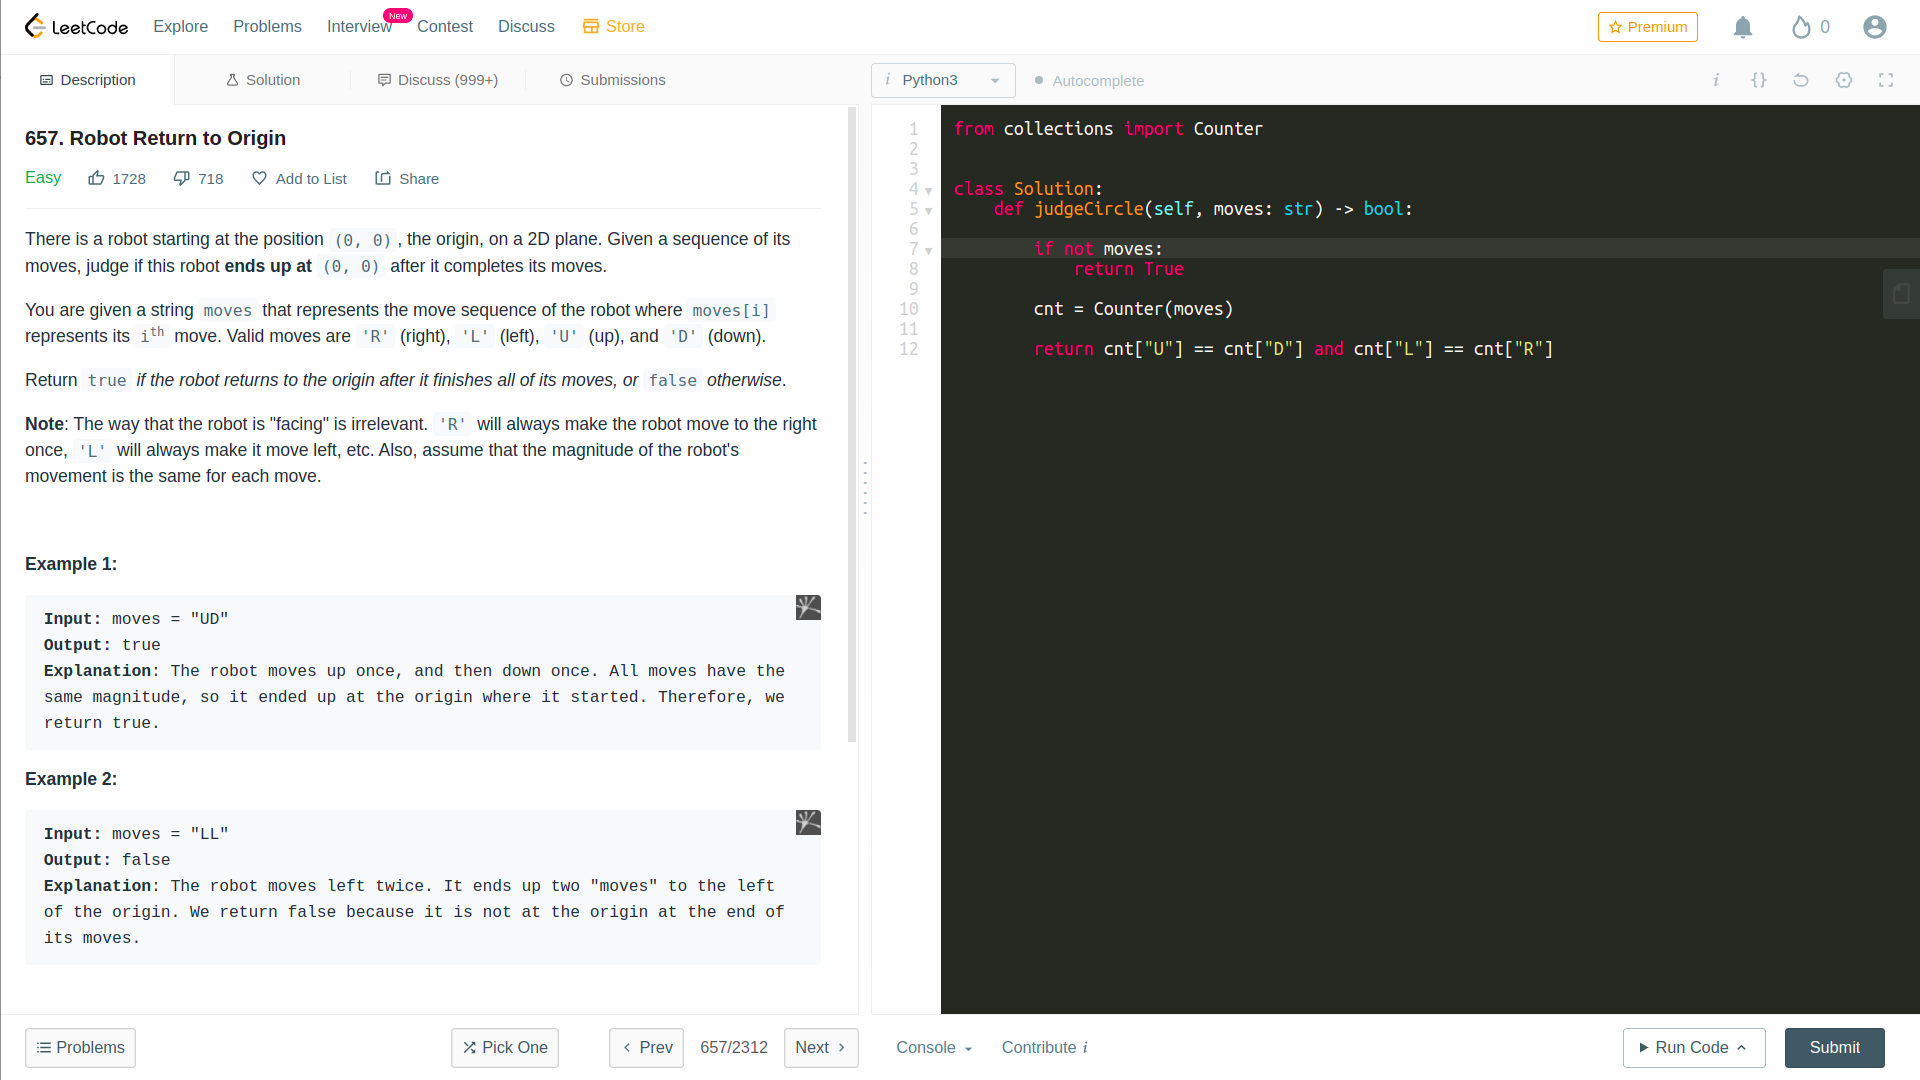 LeetCode Explore Problems Interview New Contest Discuss Store Premium 0
Description Solution Discuss (999+) Submissions
i Python3 Autocomplete i {}
657. Robot Return to Origin
Easy 1728 718 Add to List Share
There is a robot starting at the position (0, 0), the origin, on a 2D plane. Given a sequence of its
moves, judge if this robot ends up at (0, 0) after it completes its moves.
You are given a string moves that represents the move sequence of the robot where moves[i]
represents its ith move. Valid moves are 'R' (right), 'L' (left), 'U' (up), and 'D' (down).
Return true if the robot returns to the origin after it finishes all of its moves, or false otherwise.
Note: The way that the robot is "facing" is irrelevant. 'R' will always make the robot move to the right
once, 'L' will always make it move left, etc. Also, assume that the magnitude of the robot's
movement is the same for each move.
Example 1:
Input: moves = "UD"
Output: true
Explanation: The robot moves up once, and then down once. All moves have the
same magnitude, so it ended up at the origin where it started. Therefore, we
return true.
Example 2:
Input: moves = "LL"
Output: false
Explanation: The robot moves left twice. It ends up two "moves" to the left
of the origin. We return false because it is not at the origin at the end of
its moves.
1 from collections import Counter
2
3
4 class Solution:
5 def judgeCircle(self, moves: str) -> bool:
6
7 if not moves:
8 return True
9
10 cnt = Counter(moves)
11
12 return cnt["U"] == cnt["D"] and cnt["L"] == cnt["R"]
Problems Pick One Prev 657/2312 Next Console Contribute i Run Code Submit